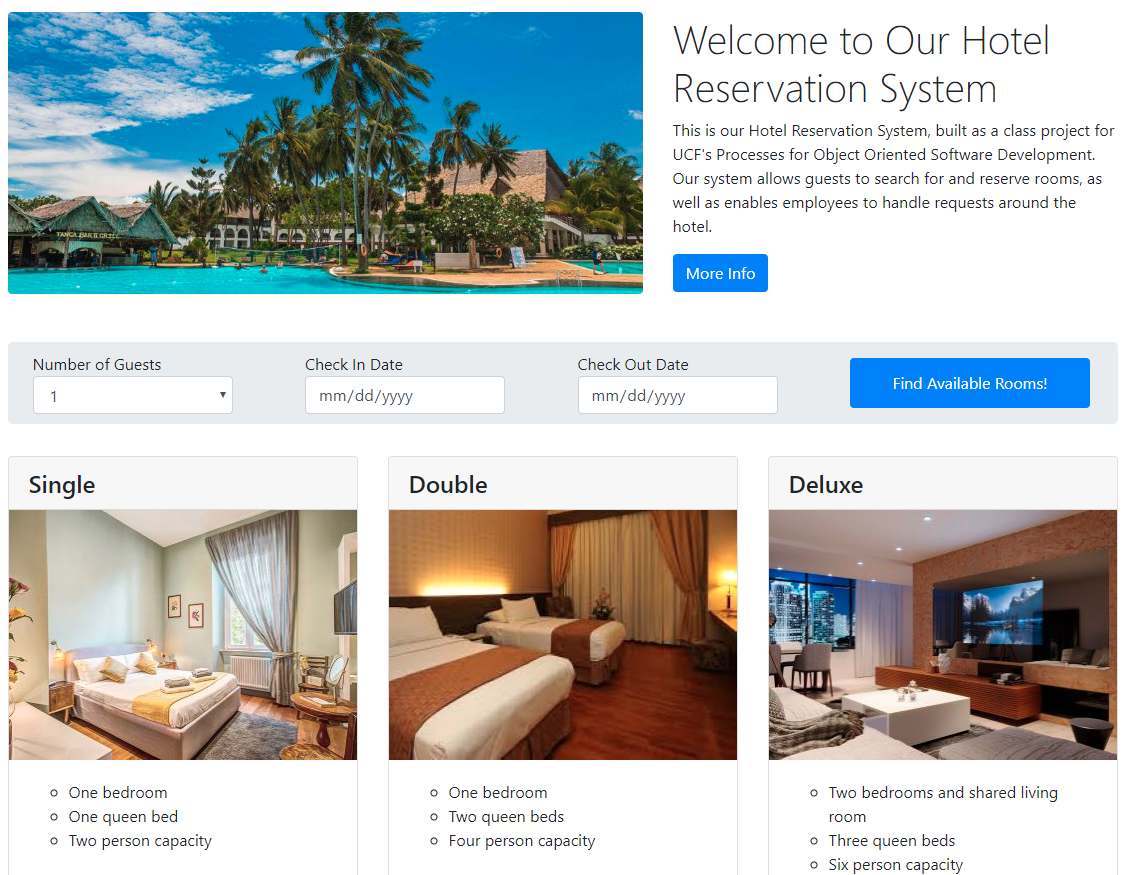 Welcome to Our Hotel
Reservation System
This is our Hotel Reservation System, built as a class project for
UCF's Processes for Object Oriented Software Development.
Our system allows guests to search for and reserve rooms, as
well as enables employees to handle requests around the
hotel.
More Info
Number of Guests
Check In Date
Check Out Date
1
mm/dd/yyyy
mm/dd/yyyy
Find Available Rooms!
Single
Double
Deluxe
One bedroom
One queen bed
Two person capacity
One bedroom
Two queen beds
Four person capacity
Two bedrooms and shared living
room
Three queen beds
Six person capacity